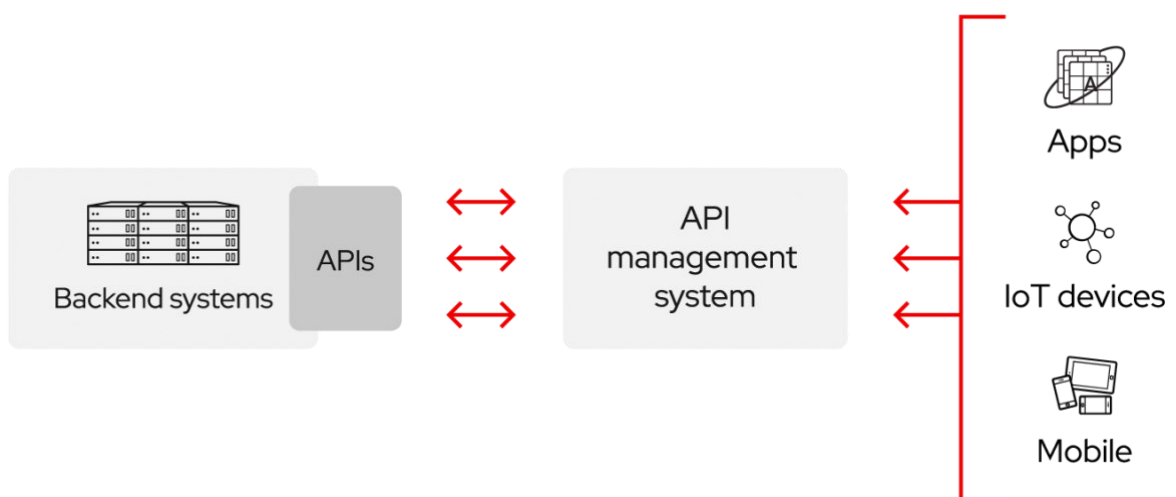 Backend systems
APIs
API
management
system
A
Apps
IoT devices
Mobile